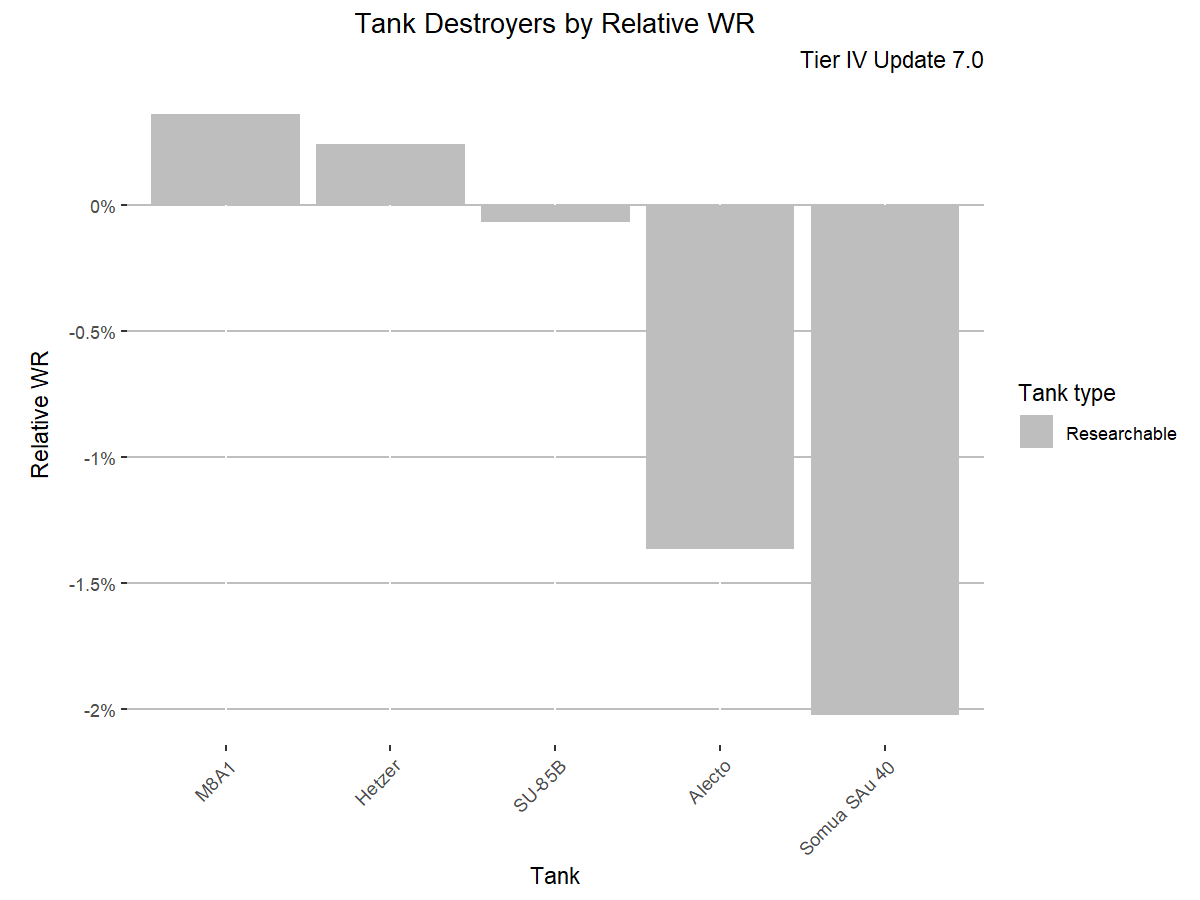 Tank Destroyers by Relative WR
Tier IV Update 7.0
0%
-0.5%
-1%
-1.5%
-2%
Relative WR
M8A1
Hetzer
SU-85B
Alecto
Somua SAu 40
Tank
Tank type
Researchable